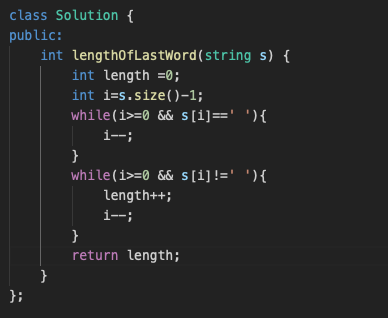 class Solution {
public:
    int lengthOfLastWord(string s) {
        int length =0;
        int i=s.size()-1;
        while(i>=0 && s[i]==' '){
            i--;
        }
        while(i>=0 && s[i]!=' '){
            length++;
            i--;
        }
        return length;
    }
};